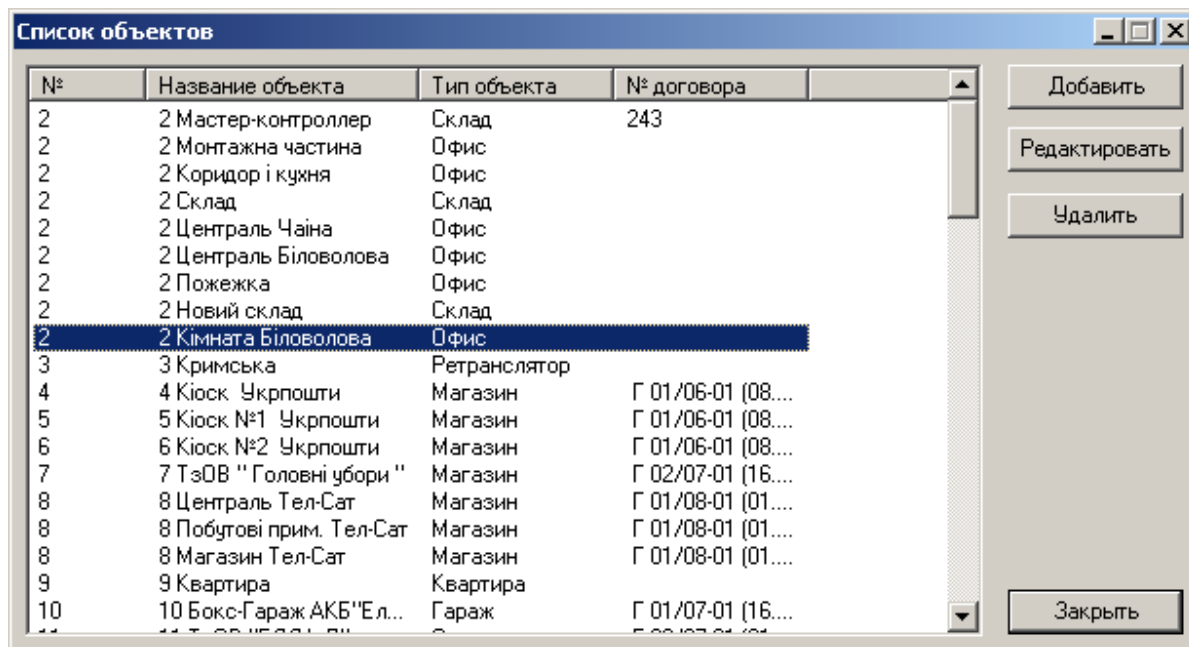 Список объектов
№ Название объекта Тип объекта № договора
2 2 Мастер-контроллер Склад 243
2 2 Монтажна частина Офис
2 2 Коридор і кухня Офис
2 2 Склад Склад
2 2 Централь Чаіна Офис
2 2 Централь Біловолова Офис
2 2 Пожежка Офис
2 2 Новий склад Склад
2 2 Кімната Біловолова Офис
3 3 Кримська Ретранслятор
4 4 Кіоск Укрпошти Магазин Г 01/06-01 (08....
5 5 Кіоск №1 Укрпошти Магазин Г 01/06-01 (08....
6 6 Кіоск №2 Укрпошти Магазин Г 01/06-01 (08....
7 7 ТзОВ " Головні убори " Магазин Г 02/07-01 (16....
8 8 Централь Тел-Сат Магазин Г 01/08-01 (01....
8 8 Побутові прим. Тел-Сат Магазин Г 01/08-01 (01....
8 8 Магазин Тел-Сат Магазин Г 01/08-01 (01....
9 9 Квартира Квартира
10 10 Бокс-Гараж АКБ"Ел... Гараж Г 01/07-01 (16....
Добавить
Редактировать
Удалить
Закрыть